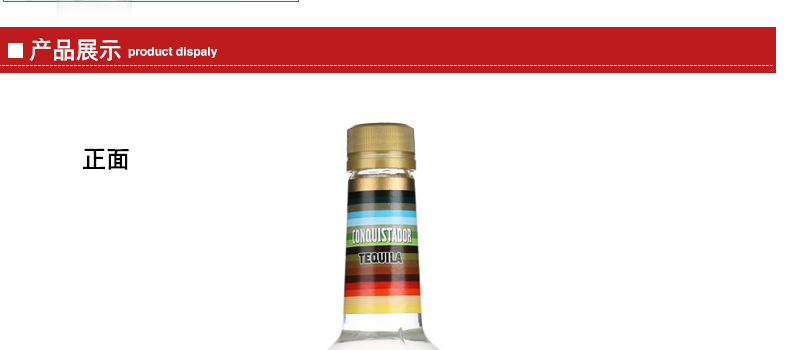 产品展示 product dispaly
正面
CONQUISTADOR
TEQUILA